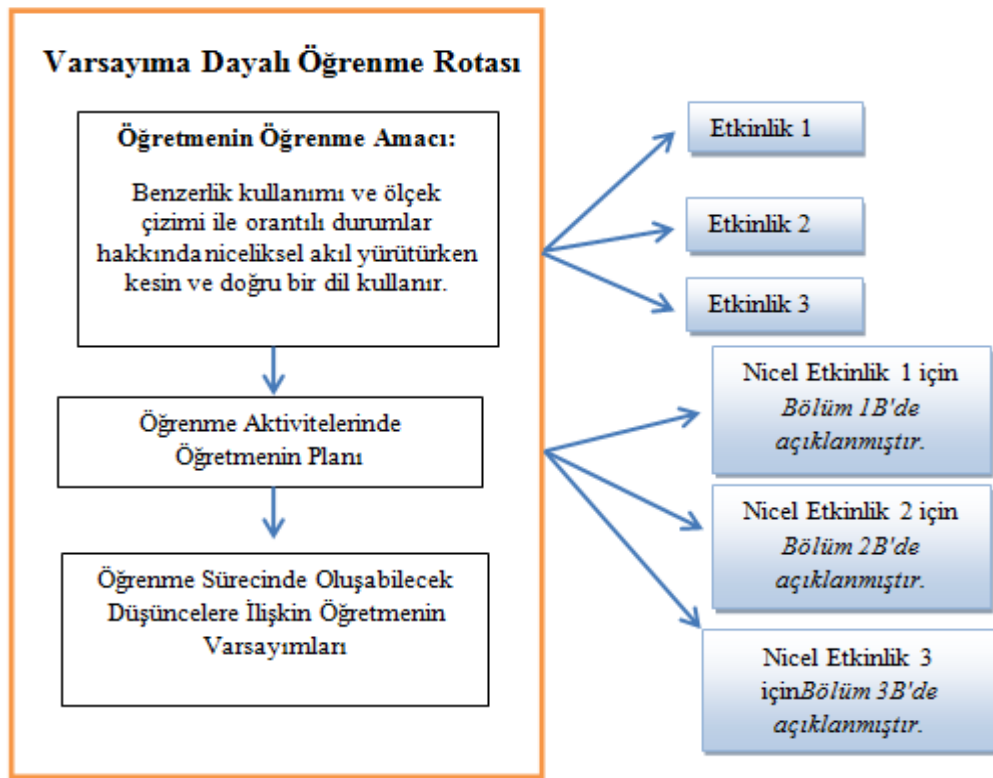 Varsayıma Dayalı Öğrenme Rotası
Öğretmenin Öğrenme Amacı:
Benzerlik kullanımı ve ölçek
çizimi ile orantılı durumlar
hakkındaniceliksel akıl yürütürken
kesin ve doğru bir dil kullanır.
Öğrenme Aktivitelerinde
Öğretmenin Planı
Öğrenme Sürecinde Oluşabilecek
Düşüncelere İlişkin Öğretmenin
Varsayımları
Etkinlik 1
Etkinlik 2
Etkinlik 3
Nicel Etkinlik 1 için
Bölüm 1B'de
açıklanmıştır.
Nicel Etkinlik 2 için
Bölüm 2B'de
açıklanmıştır.
Nicel Etkinlik 3
içinBölüm 3B'de
açıklanmıştır.